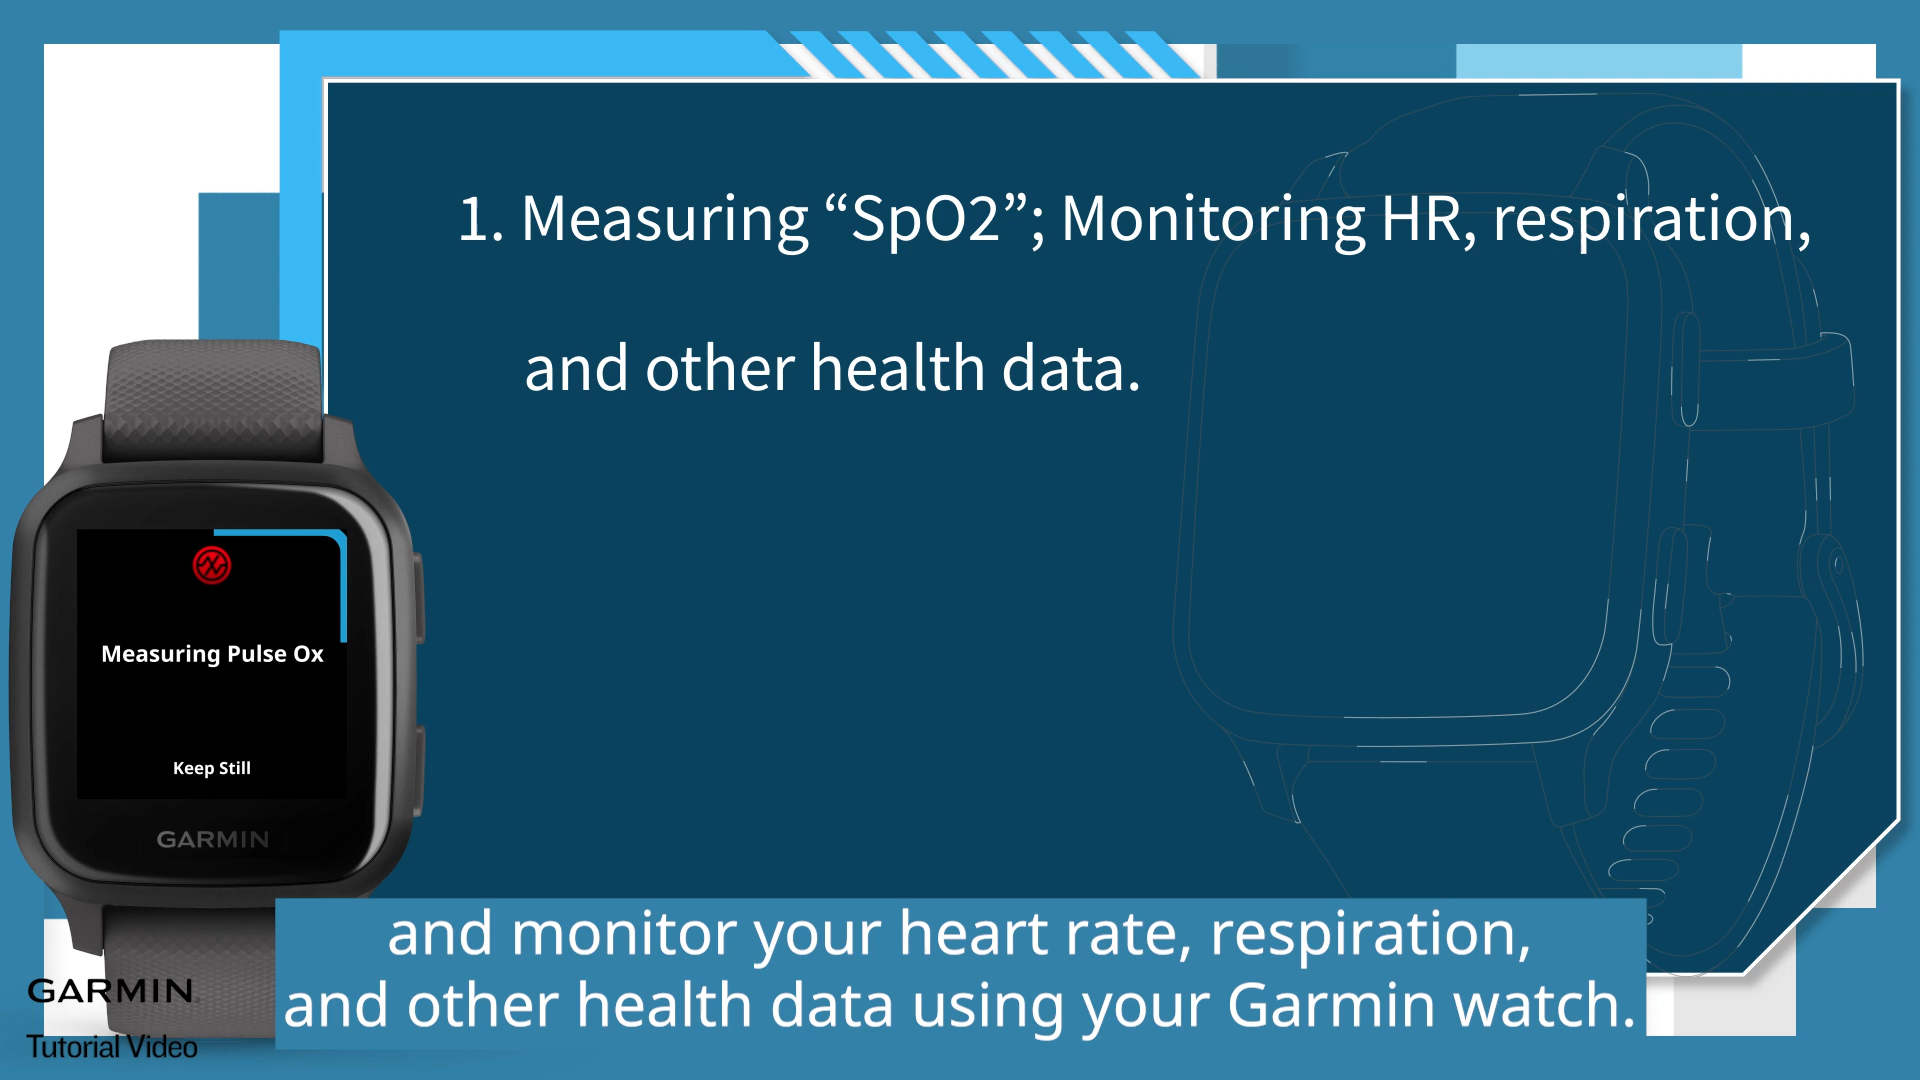 1. Measuring “SpO2”; Monitoring HR, respiration,
and other health data.
Measuring Pulse Ox
Keep Still
GARMIN
and monitor your heart rate, respiration,
and other health data using your Garmin watch.
GARMIN
Tutorial Video